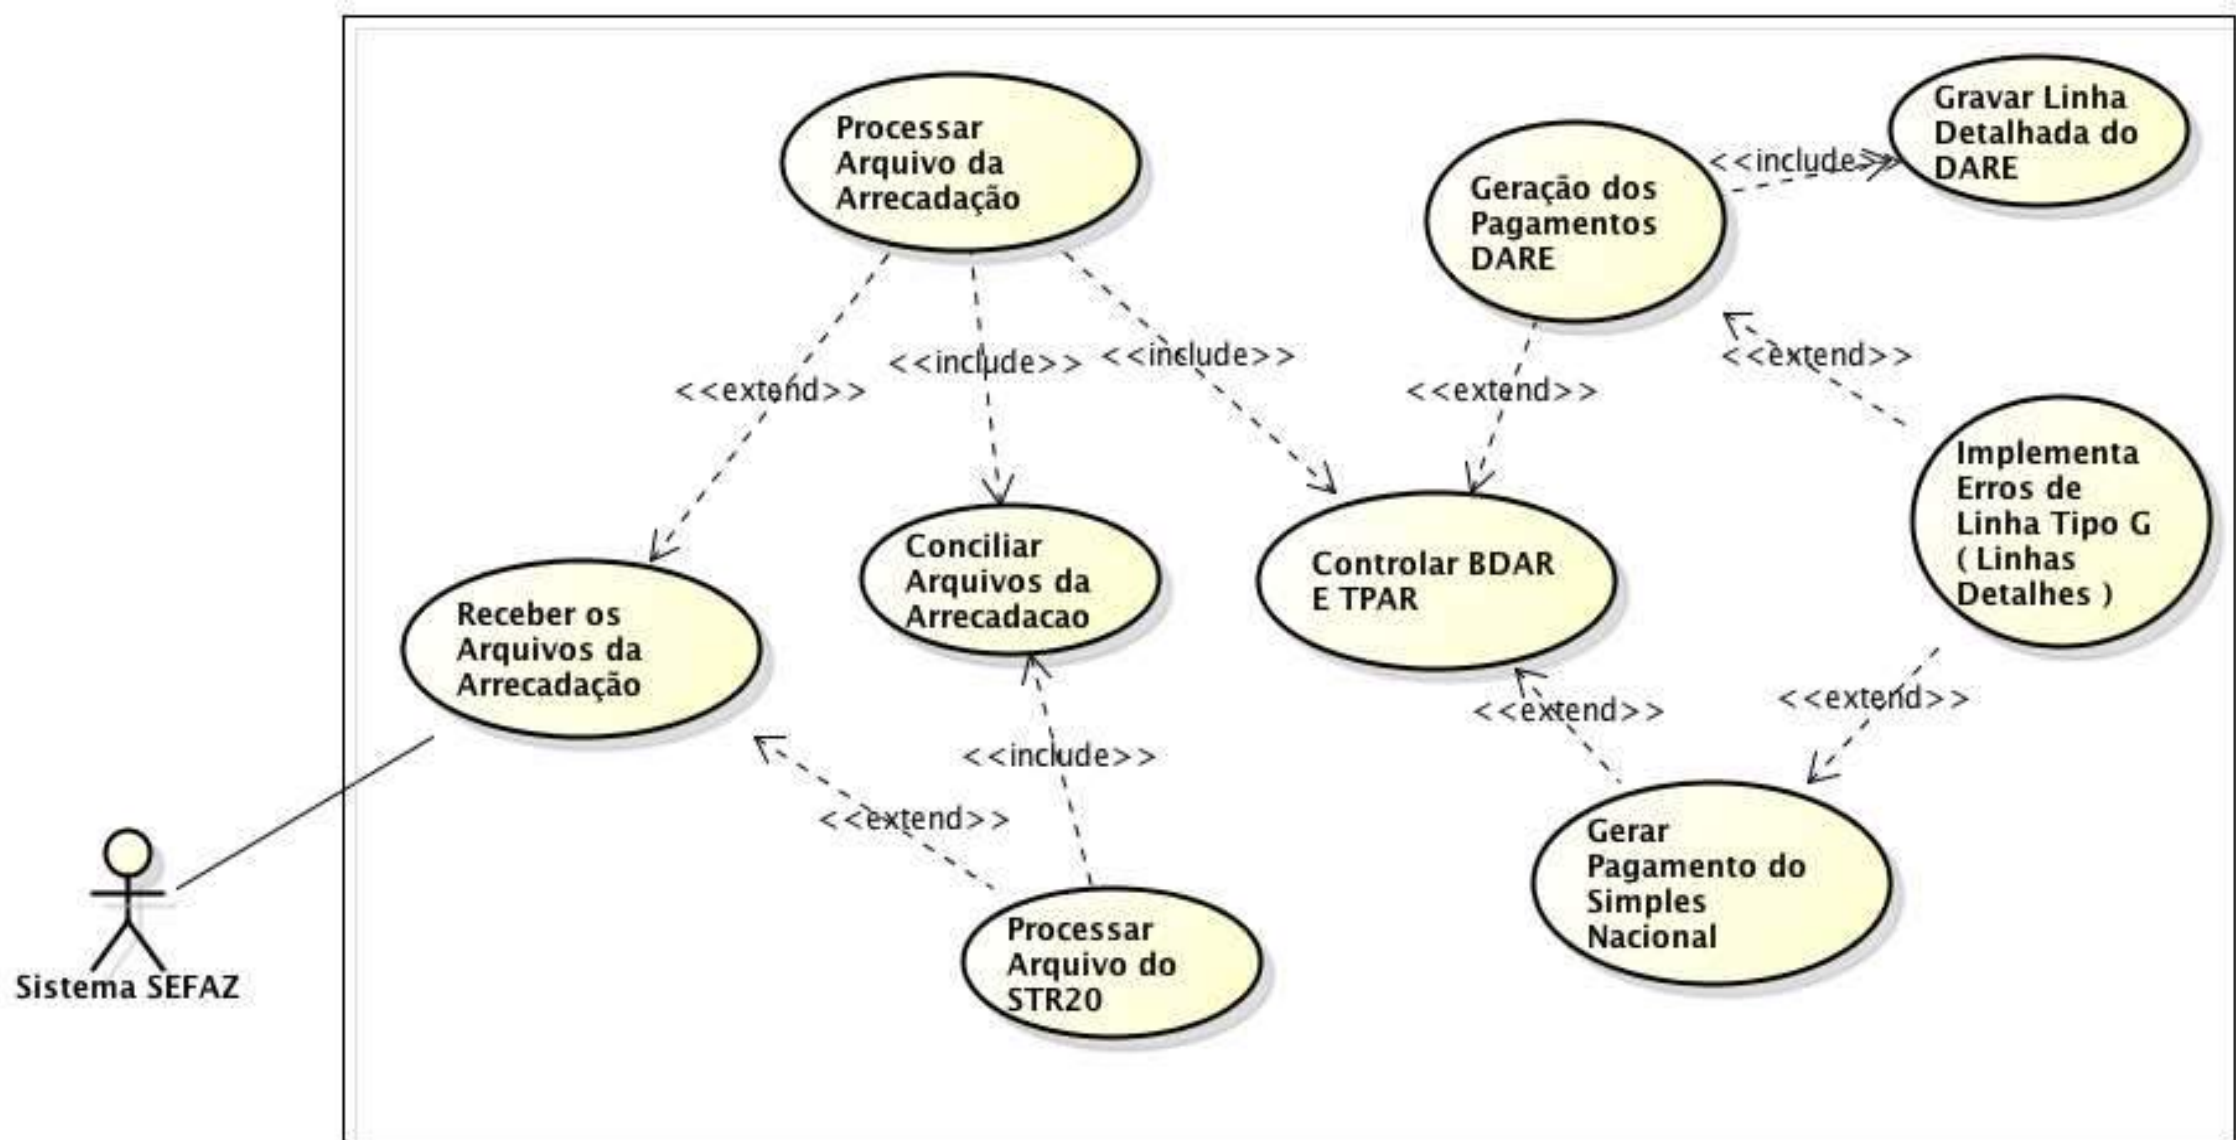 Processar
Arquivo da
Arrecadação
Geração dos
Pagamentos
DARE
<<include>>
Gravar Linha
Detalhada do
DARE
<<extend>>
<<include>>
<<include>>
<<extend>>
<<extend>>
Receber os
Arquivos da
Arrecadação
Conciliar
Arquivos da
Arrecadacao
Controlar BDAR
E TPAR
Implementa
Erros de
Linha Tipo G
( Linhas
Detalhes )
<<extend>>
<<include>>
<<extend>>
<<extend>>
Processar
Arquivo do
STR20
Gerar
Pagamento do
Simples
Nacional
Sistema SEFAZ